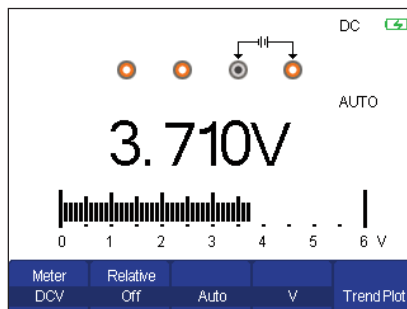 DC
AUTO
3.710V
0 1 2 3 4 5 6 V
Meter Relative
DCV Off Auto V Trend Plot